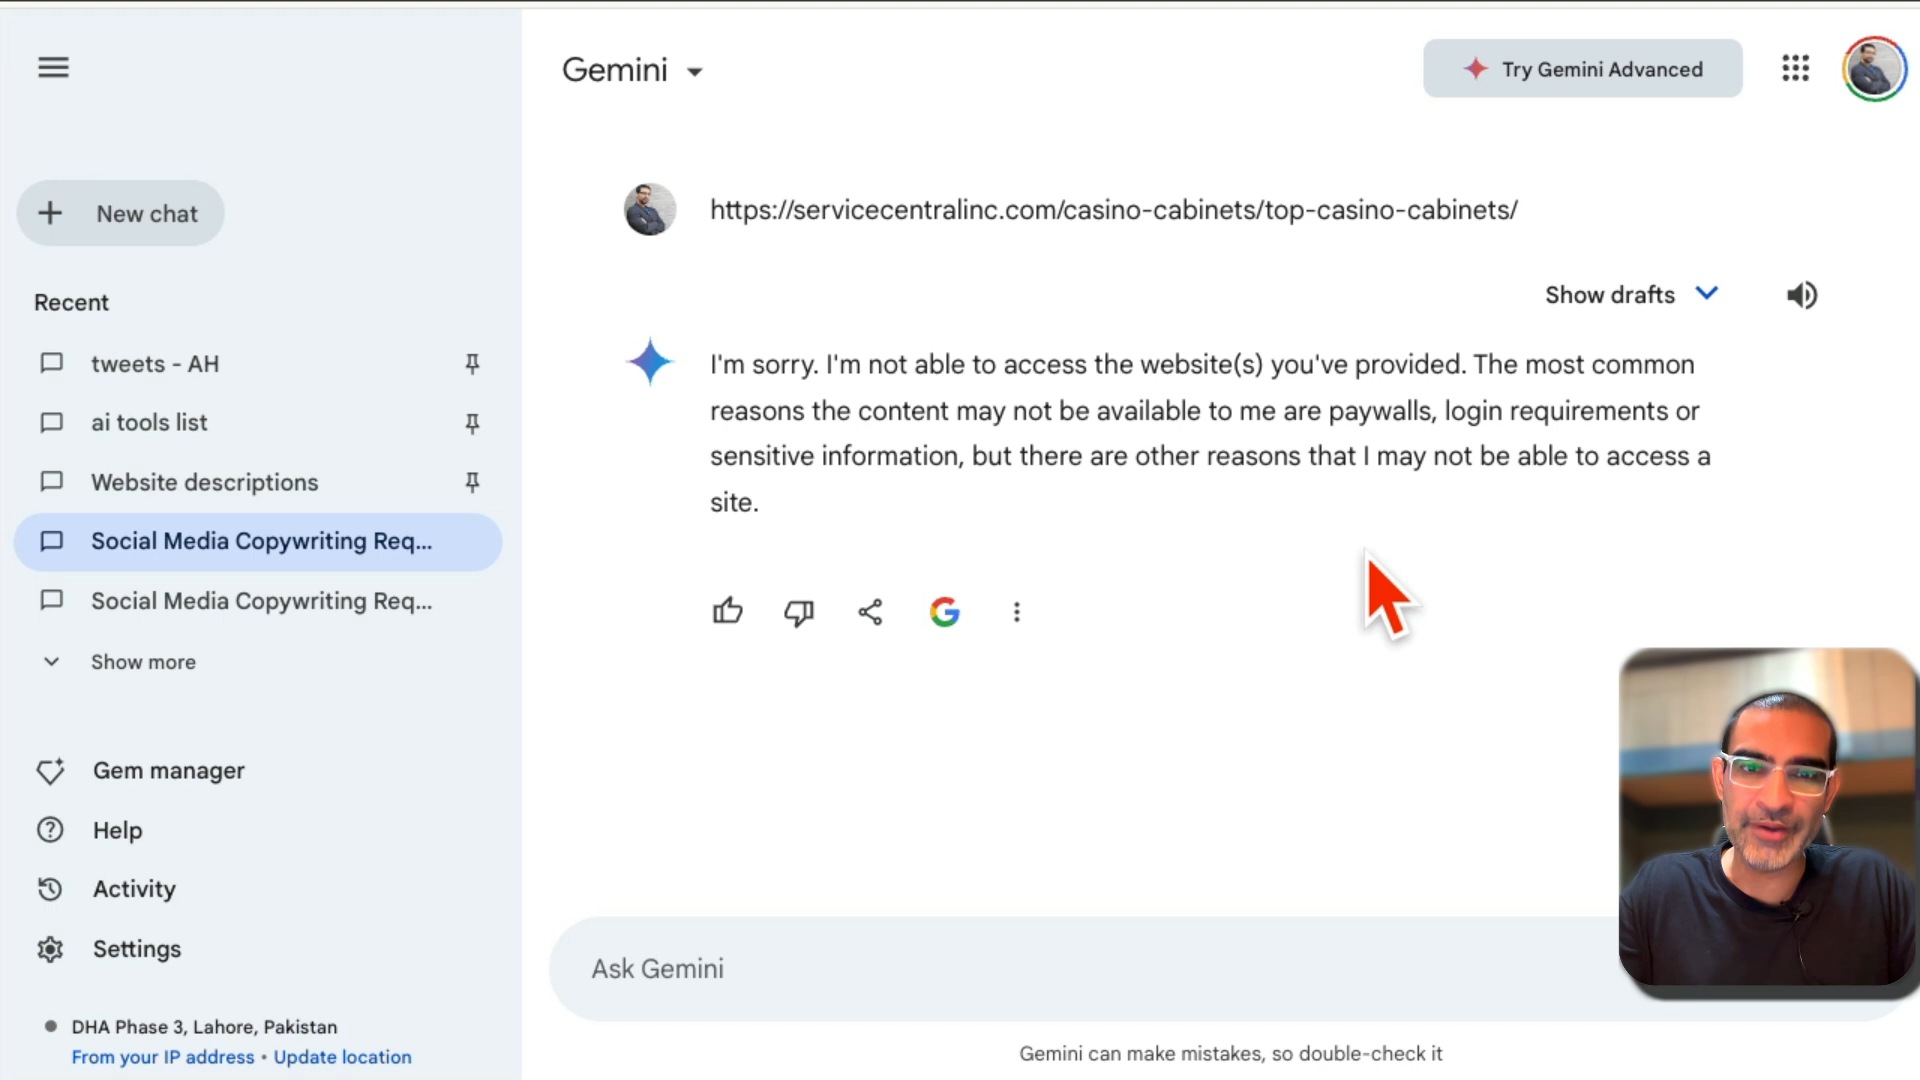 Gemini
Try Gemini Advanced
New chat
Recent
tweets - AH
ai tools list
Website descriptions
Social Media Copywriting Req...
Social Media Copywriting Req...
Show more
Gem manager
Help
Activity
Settings
DHA Phase 3, Lahore, Pakistan
From your IP address • Update location
https://servicecentralinc.com/casino-cabinets/top-casino-cabinets/
Show drafts
I'm sorry. I'm not able to access the website(s) you've provided. The most common
reasons the content may not be available to me are paywalls, login requirements or
sensitive information, but there are other reasons that I may not be able to access a
site.
Ask Gemini
Gemini can make mistakes, so double-check it